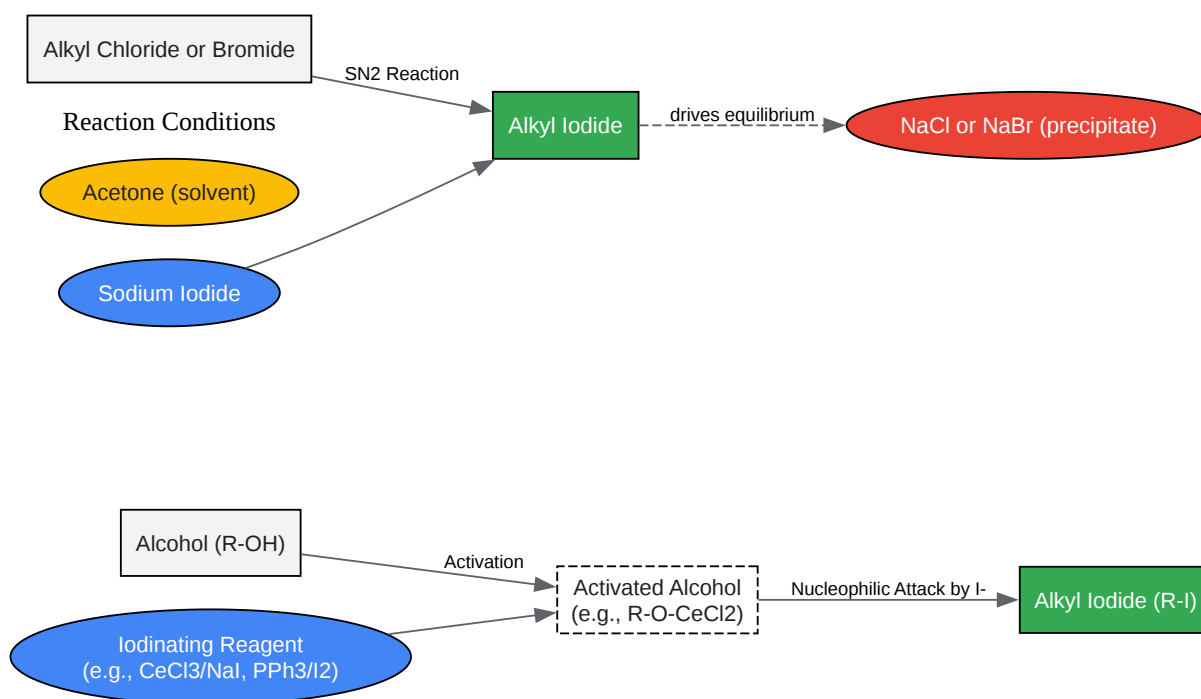 Alkyl Chloride or Bromide
SN2 Reaction
Reaction Conditions
Alkyl Iodide
drives equilibrium
NaCl or NaBr (precipitate)
Acetone (solvent)
Sodium Iodide
Alcohol (R-OH)
Activation
Activated Alcohol
(e.g., R-O-CeCl2)
Nucleophilic Attack by I-
Alkyl Iodide (R-I)
Iodinating Reagent
(e.g., CeCl3/NaI, PPh3/I2)